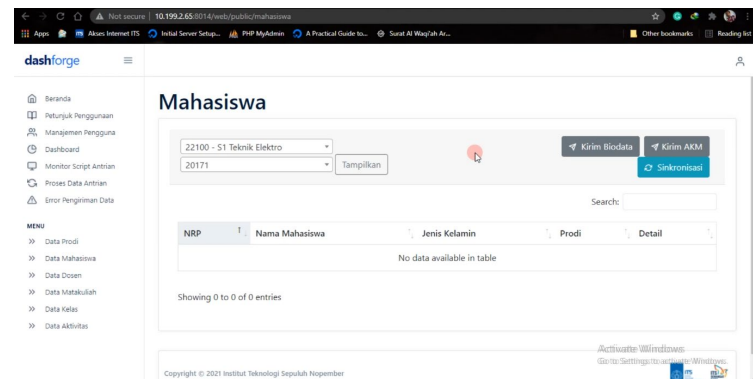 Not secure | 10.199.2.65:8014/web/public/mahasiswa
Apps ITS Akses Internet ITS Initial Server Setup... PHP MyAdmin A Practical Guide to... Surat Al Waqi'ah Ar... Other bookmarks Reading list
dashforge
Beranda
Petunjuk Penggunaan
Manajemen Pengguna
Dashboard
Monitor Script Antrian
Proses Data Antrian
Error Pengiriman Data
MENU
Data Prodi
Data Mahasiswa
Data Dosen
Data Matakuliah
Data Kelas
Data Aktivitas
Mahasiswa
22100 - S1 Teknik Elektro
20171
Tampilkan
Kirim Biodata
Kirim AKM
Sinkronisasi
Search:
NRP Nama Mahasiswa Jenis Kelamin Prodi Detail
No data available in table
Showing 0 to 0 of 0 entries
Activate Windows
Go to Settings to activate Windows.
Copyright © 2021 Institut Teknologi Sepuluh Nopember
ITS